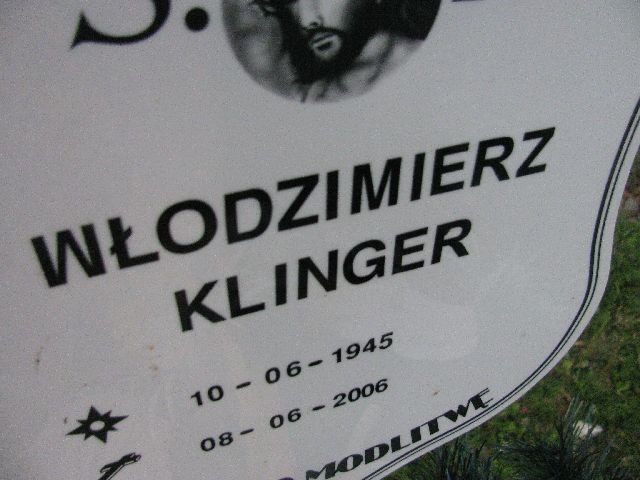 Ś.
WŁODZIMIERZ
KLINGER
10-06-1945
08-06-2006
MODLITWĘ